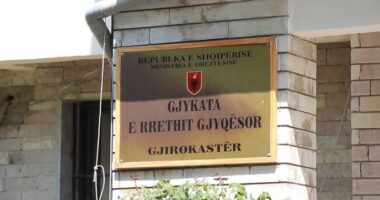 REPUBLIKA E SHQIPËRISË
MINISTRIA E DREJTËSISË
GJYKATA
E RRETHIT GJYQËSOR
GJIROKASTËR